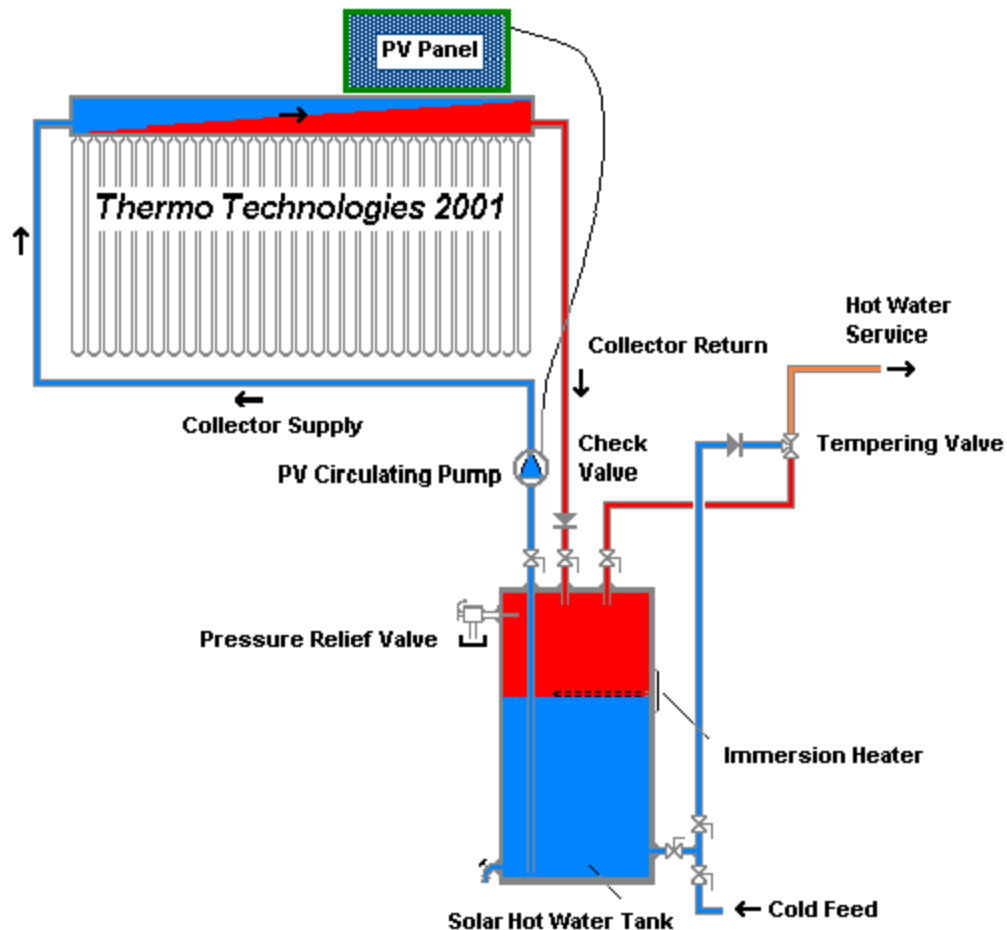 PV Panel
Thermo Technologies 2001
Hot Water
Service
Collector Return
Collector Supply
Check
Valve
Tempering Valve
PV Circulating Pump
Pressure Relief Valve
Immersion Heater
Cold Feed
Solar Hot Water Tank